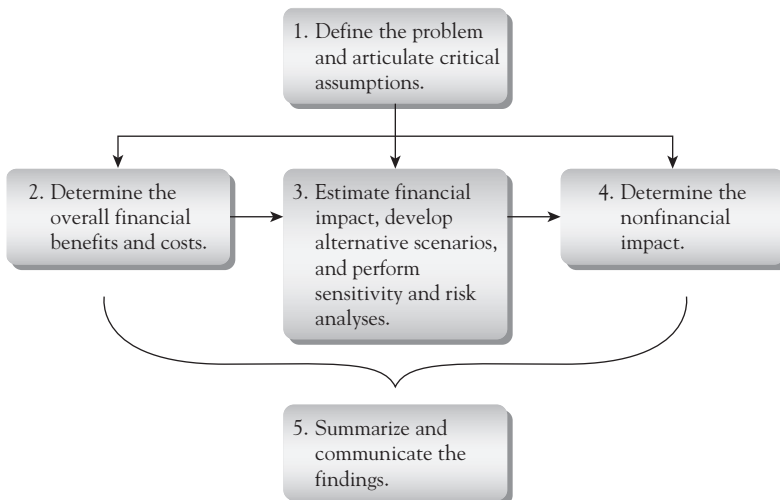 1. Define the problem
and articulate critical
assumptions.
2. Determine the
overall financial
benefits and costs.
3. Estimate financial
impact, develop
alternative scenarios,
and perform
sensitivity and risk
analyses.
4. Determine the
nonfinancial
impact.
5. Summarize and
communicate the
findings.